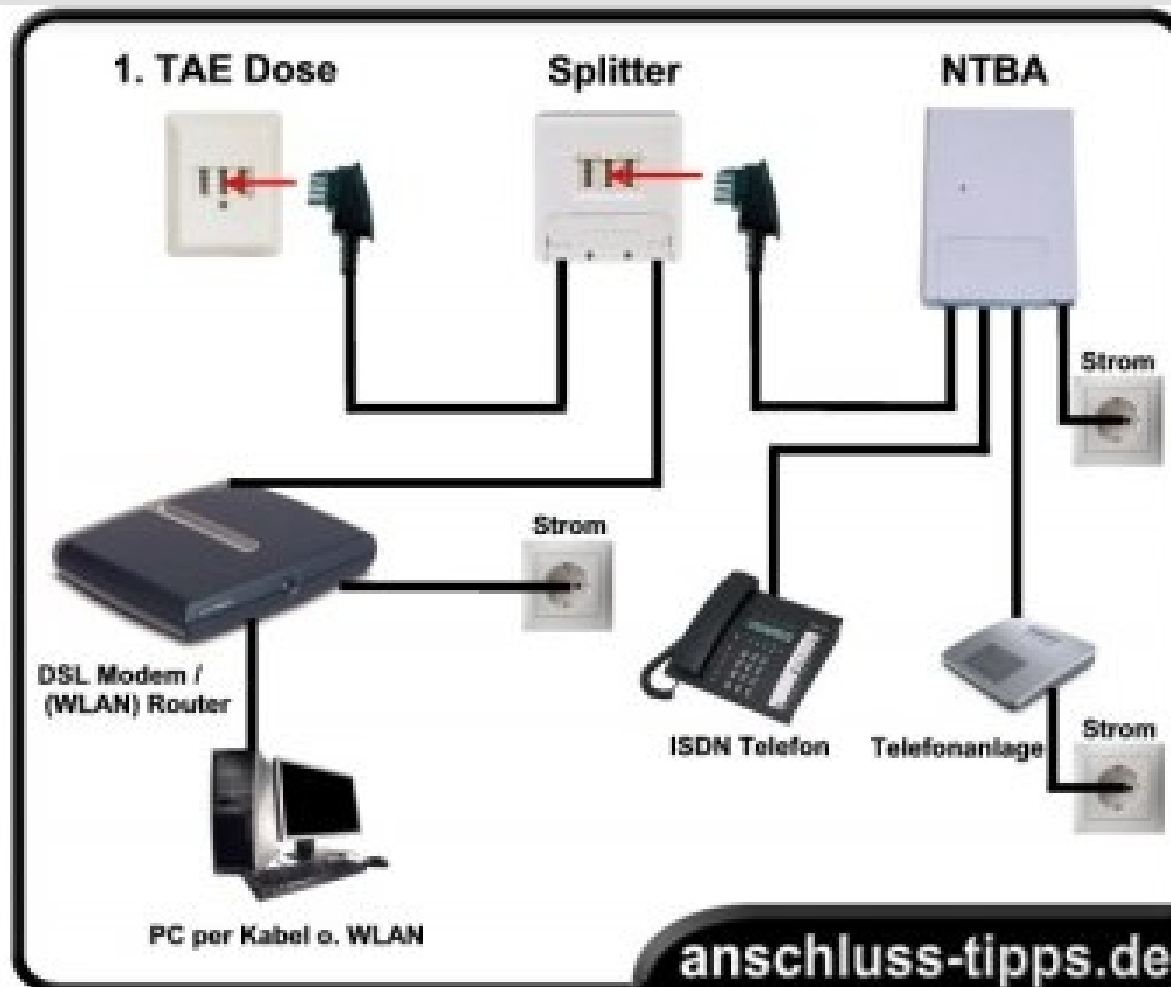 1. TAE Dose
Splitter
NTBA
Strom
Strom
DSL Modem /
(WLAN) Router
ISDN Telefon
Telefonanlage
Strom
PC per Kabel o. WLAN
anschluss-tipps.de